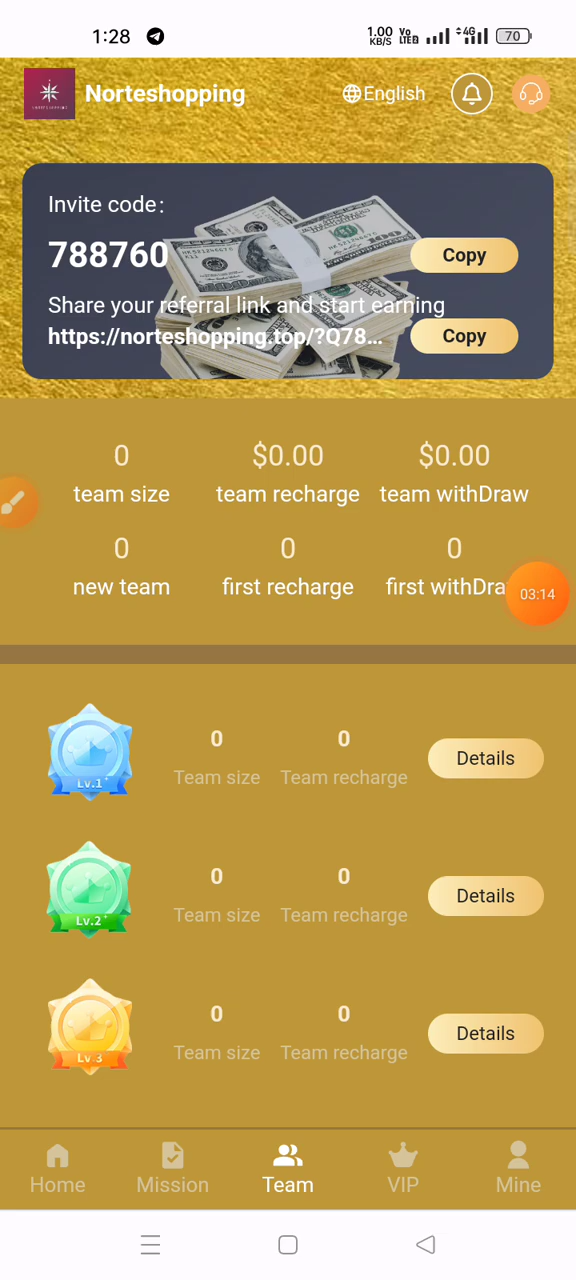 1:28 1.00 KB/S Vo LTE2 4G 70
Norteshopping English
Invite code:
788760 Copy
Share your referral link and start earning
https://norteshopping.top/?Q78... Copy
0 $0.00 $0.00
team size team recharge team withDraw
0 0 0
new team first recharge first withDra
03:14
0 0
Lv.1 Team size Team recharge Details
0 0
Lv.2 Team size Team recharge Details
0 0
Lv.3 Team size Team recharge Details
Home Mission Team VIP Mine